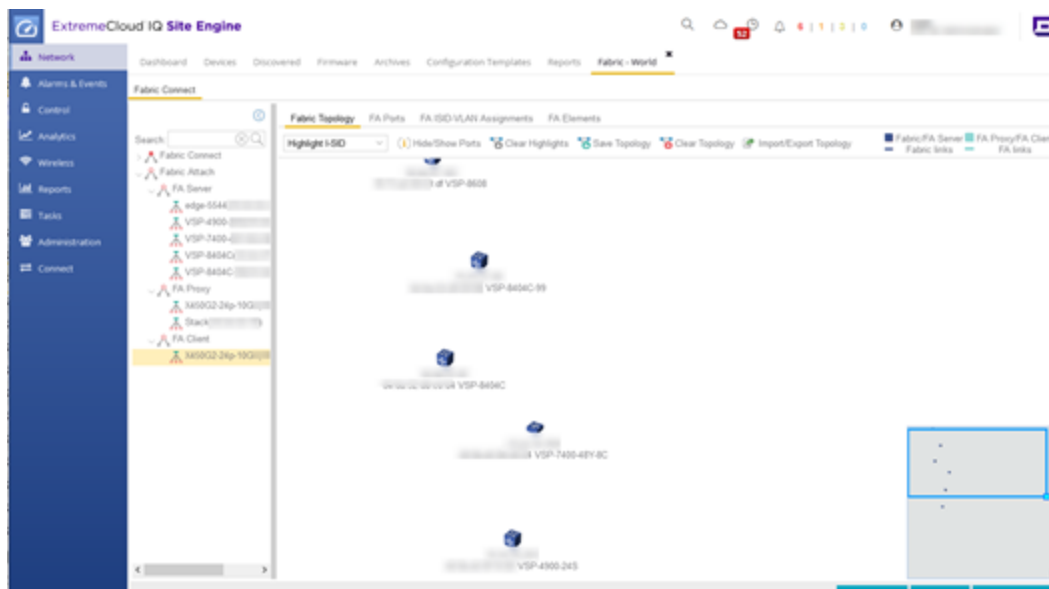 ExtremeCloud IQ Site Engine
52
6 | 1 | 3 | 0
Network
Alarms & Events
Control
Analytics
Wireless
Reports
Tasks
Administration
Connect
Dashboard Devices Discovered Firmware Archives Configuration Templates Reports Fabric - World
Fabric Connect
Search
Fabric Connect
Fabric Attach
FA Server
edge-5544
VSP-4900-
VSP-7400-
VSP-8404C
VSP-8404C-
FA Proxy
X450G2-24p-10G
Stack
FA Client
X450G2-24p-10G
Fabric Topology FA Ports FA ISID-VLAN Assignments FA Elements
Highlight I-SID Hide/Show Ports Clear Highlights Save Topology Clear Topology Import/Export Topology
Fabric/FA Server FA Proxy/FA Clien
Fabric links FA links
VSP-8608
VSP-8404C-99
VSP-8404C
VSP-7400-48Y-8C
VSP-4900-24S